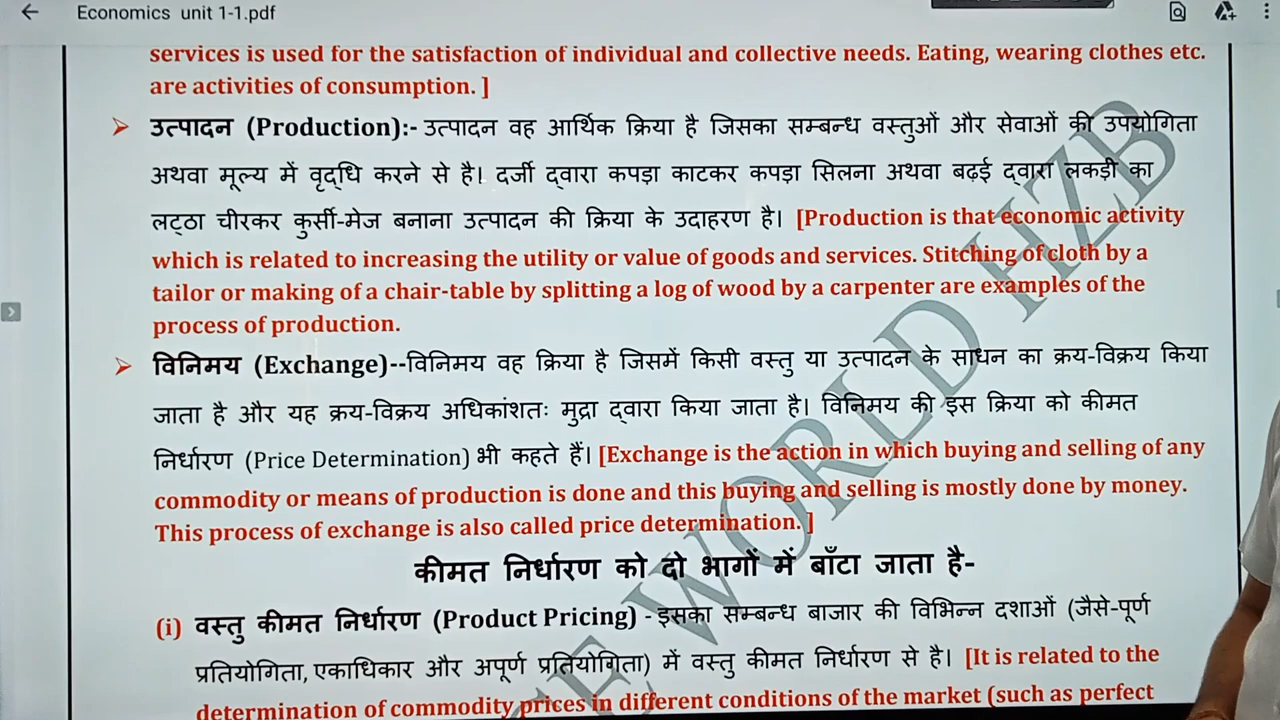 Economics unit 1-1.pdf
services is used for the satisfaction of individual and collective needs. Eating, wearing clothes etc.
are activities of consumption. ]
➢ उत्पादन (Production):- उत्पादन वह आर्थिक क्रिया है जिसका सम्बन्ध वस्तुओं और सेवाओं की उपयोगिता
अथवा मूल्य में वृद्धि करने से है। दर्जी द्वारा कपड़ा काटकर कपड़ा सिलना अथवा बढ़ई द्वारा लकड़ी का
लट्ठा चीरकर कुर्सी-मेज बनाना उत्पादन की क्रिया के उदाहरण है। [Production is that economic activity
which is related to increasing the utility or value of goods and services. Stitching of cloth by a
tailor or making of a chair-table by splitting a log of wood by a carpenter are examples of the
process of production.
➢ विनिमय (Exchange)--विनिमय वह क्रिया है जिसमें किसी वस्तु या उत्पादन के साधन का क्रय-विक्रय किया
जाता है और यह क्रय-विक्रय अधिकांशतः मुद्रा द्वारा किया जाता है। विनिमय की इस क्रिया को कीमत
निर्धारण (Price Determination) भी कहते हैं। [Exchange is the action in which buying and selling of any
commodity or means of production is done and this buying and selling is mostly done by money.
This process of exchange is also called price determination. ]
कीमत निर्धारण को दो भागों में बाँटा जाता है-
(i) वस्तु कीमत निर्धारण (Product Pricing) - इसका सम्बन्ध बाजार की विभिन्न दशाओं (जैसे-पूर्ण
प्रतियोगिता, एकाधिकार और अपूर्ण प्रतियोगिता) में वस्तु कीमत निर्धारण से है। [It is related to the
determination of commodity prices in different conditions of the market (such as perfect
WORLD HZB